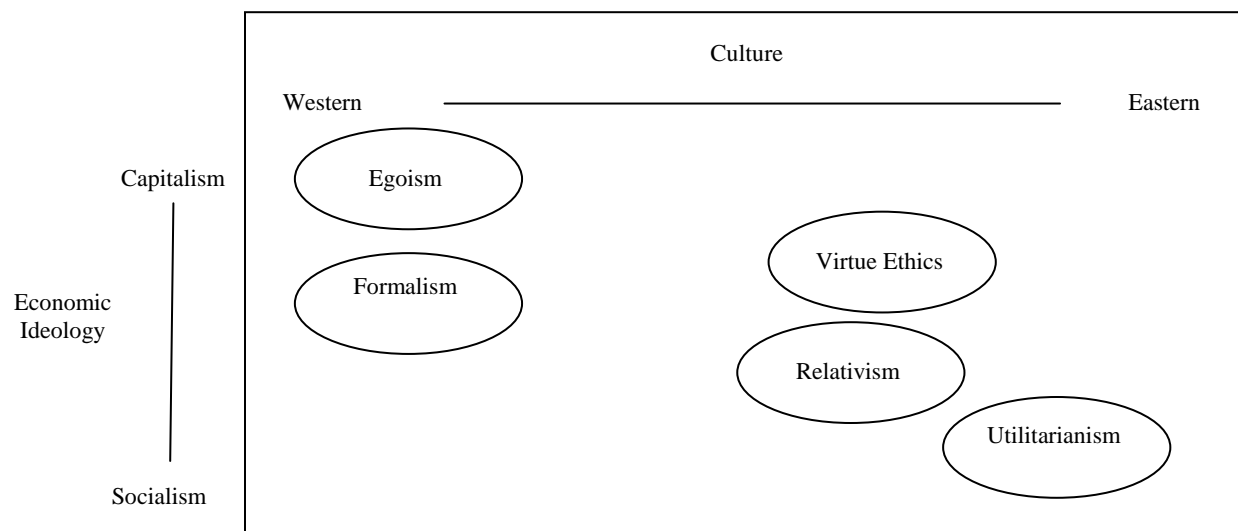 Culture
Western
Eastern
Capitalism
Egoism
Virtue Ethics
Formalism
Economic
Ideology
Relativism
Utilitarianism
Socialism